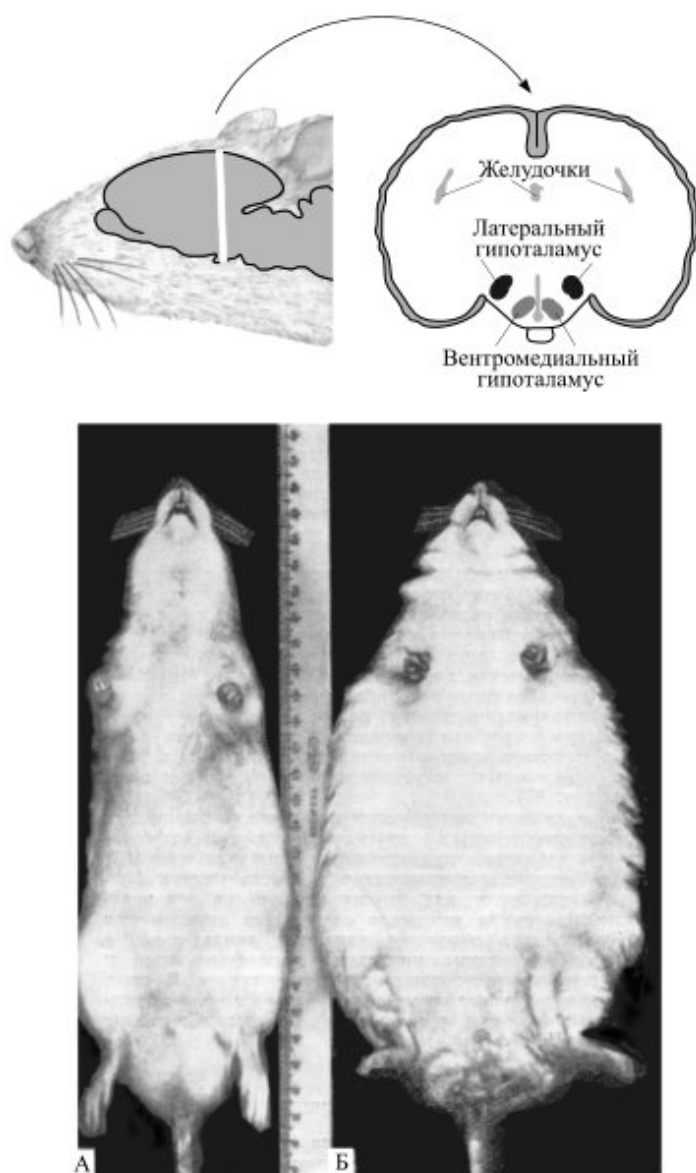 Желудочки
Латеральный
гипоталамус
Вентромедиальный
гипоталамус
А
Б